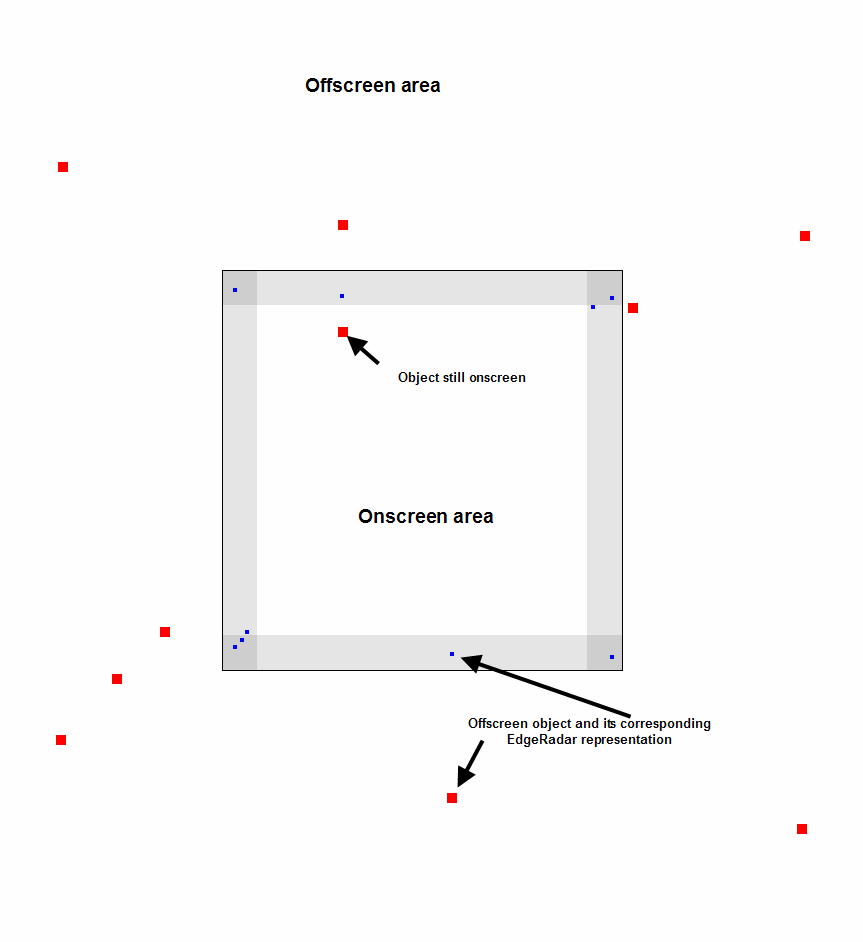 Offscreen area
Object still onscreen
Onscreen area
Offscreen object and its corresponding
EdgeRadar representation